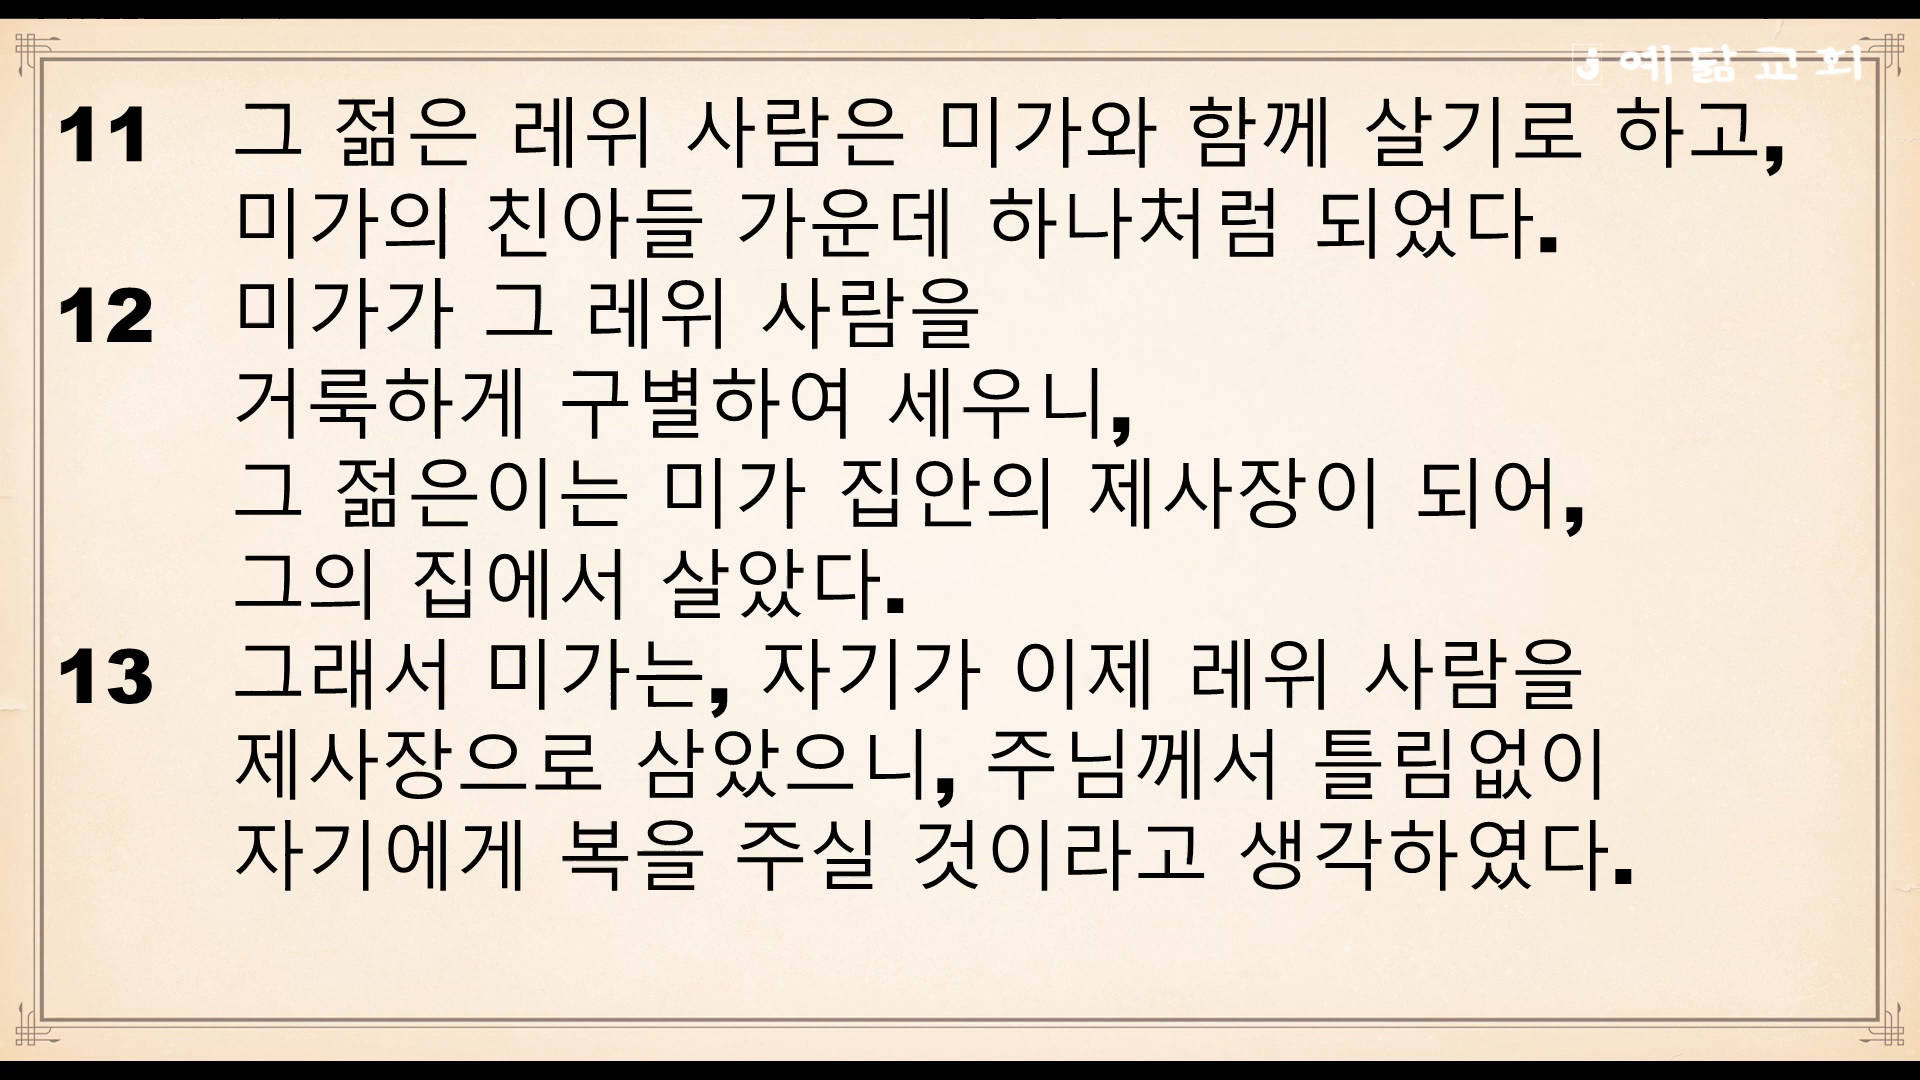 예닮교회
11 그 젊은 레위 사람은 미가와 함께 살기로 하고,
미가의 친아들 가운데 하나처럼 되었다.
12 미가가 그 레위 사람을
거룩하게 구별하여 세우니,
그 젊은이는 미가 집안의 제사장이 되어,
그의 집에서 살았다.
13 그래서 미가는, 자기가 이제 레위 사람을
제사장으로 삼았으니, 주님께서 틀림없이
자기에게 복을 주실 것이라고 생각하였다.